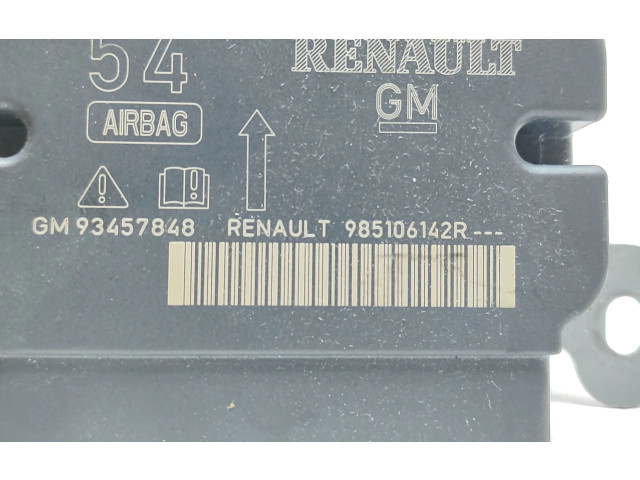 54 RENAULT
GM
AIRBAG
GM 93457848 RENAULT 985106142R ---